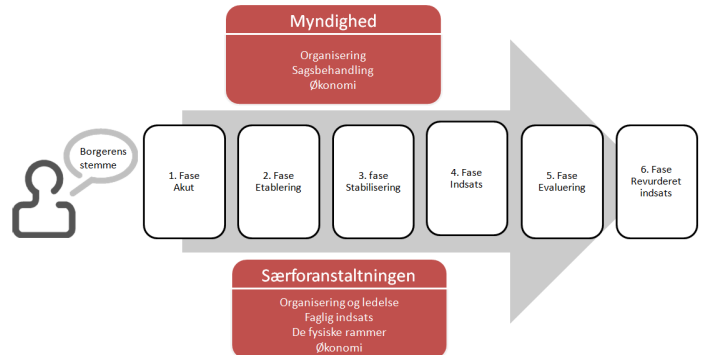 Myndighed
Organisering
Sagsbehandling
Økonomi
Borgerens
stemme
1. Fase
Akut
2. Fase
Etablering
3. fase
Stabilisering
4. Fase
Indsats
5. Fase
Evaluering
6. Fase
Revurderet
indsats
Særforanstaltningen
Organisering og ledelse
Faglig indsats
De fysiske rammer
Økonomi